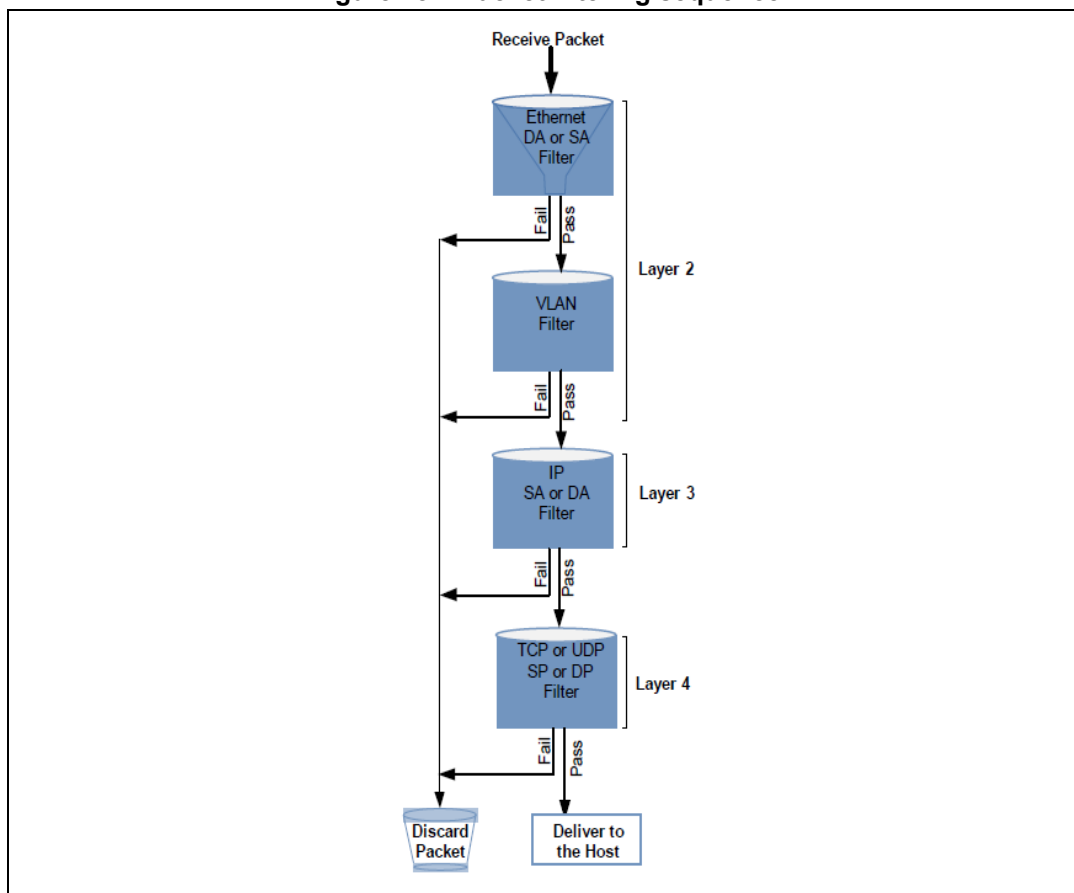 Receive Packet
Ethernet
DA or SA
Filter
Fail
Pass
Layer 2
VLAN
Filter
Fail
Pass
IP
SA or DA
Filter
Layer 3
Fail
Pass
TCP or UDP
SP or DP
Filter
Layer 4
Fail
Pass
Discard
Packet
Deliver to
the Host